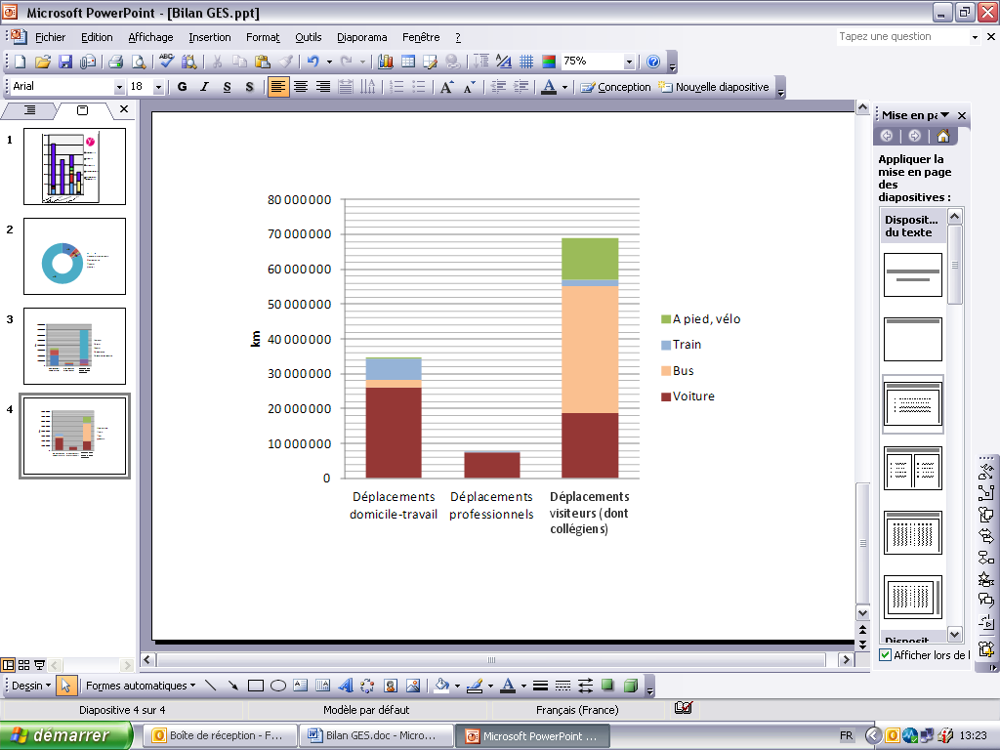 Microsoft PowerPoint - [Bilan GES.ppt]
Fichier Edition Affichage Insertion Format Outils Diaporama Fenêtre ?
Tapez une question
75%
Arial 18 G I S S Conception Nouvelle diapositive
1
2
3
4
80 000 000
70 000 000
60 000 000
50 000 000
40 000 000
30 000 000
20 000 000
10 000 000
0
km
Déplacements
domicile-travail
Déplacements
professionnels
Déplacements
visiteurs (dont
collégiens)
A pied, vélo
Train
Bus
Voiture
Mise en pa
Appliquer la
mise en page
des
diapositives :
Disposit...
du texte
Disposit
Afficher lors de l
Dessin Formes automatiques
Diapositive 4 sur 4 Modèle par défaut Français (France)
démarrer Boîte de réception - F... Bilan GES.doc - Micro... Microsoft PowerPoint ... FR 13:23